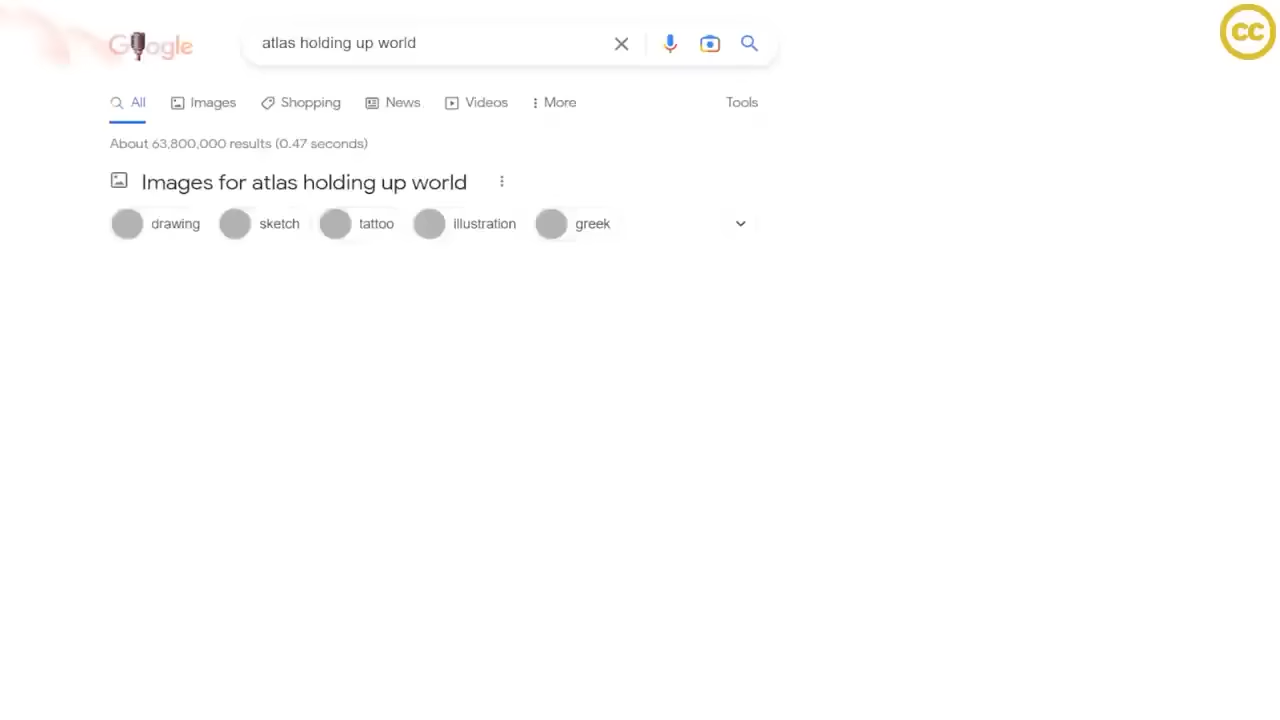 Google
atlas holding up world
CC
All Images Shopping News Videos More Tools
About 63,800,000 results (0.47 seconds)
Images for atlas holding up world
drawing sketch tattoo illustration greek